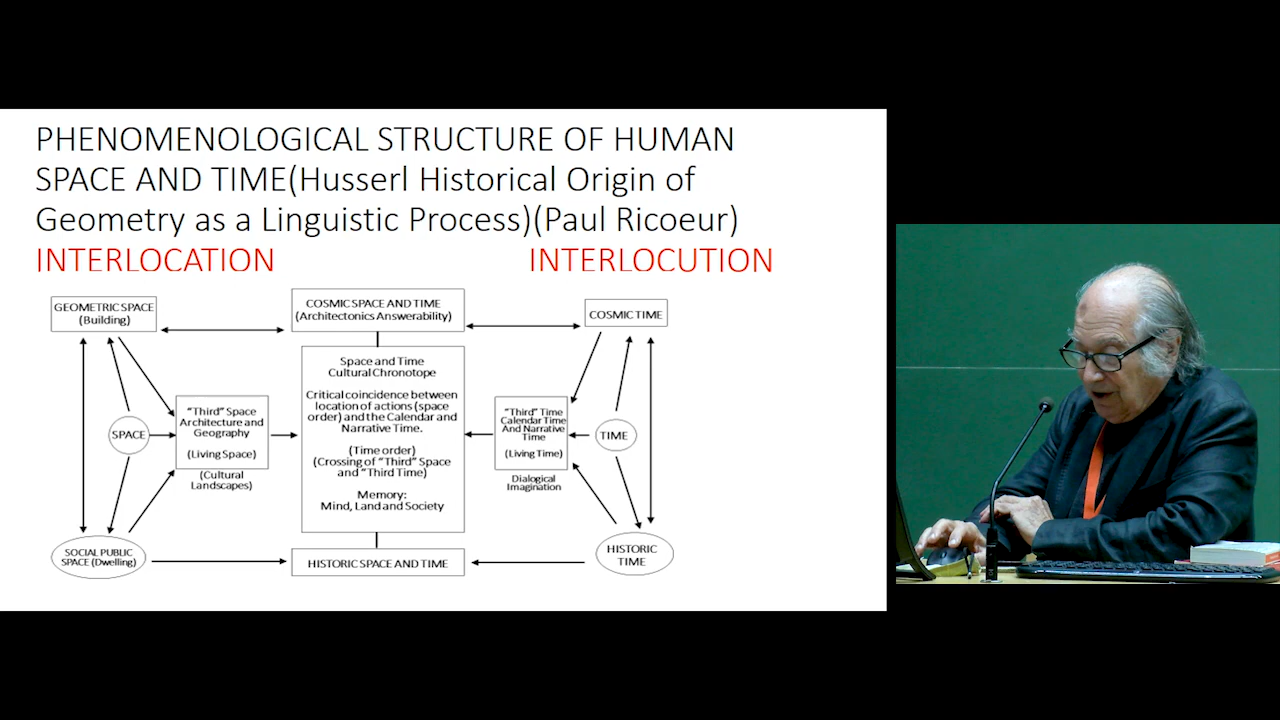 PHENOMENOLOGICAL STRUCTURE OF HUMAN
SPACE AND TIME(Husserl Historical Origin of
Geometry as a Linguistic Process)(Paul Ricoeur)
INTERLOCATION
INTERLOCUTION
GEOMETRIC SPACE
(Building)
COSMIC SPACE AND TIME
(Architectonics Answerability)
COSMIC TIME
Space and Time
Cultural Chronotope
Critical coincidence between
location of actions (space
order) and the Calendar and
Narrative Time.
(Time order)
(Crossing of "Third" Space
and "Third Time)
Memory:
Mind, Land and Society
SPACE
"Third" Space
Architecture and
Geography
(Living Space)
(Cultural
Landscapes)
"Third" Time
Calendar Time
And Narrative
Time
(Living Time)
Dialogical
Imagination
TIME
SOCIAL PUBLIC
SPACE (Dwelling)
HISTORIC SPACE AND TIME
HISTORIC
TIME